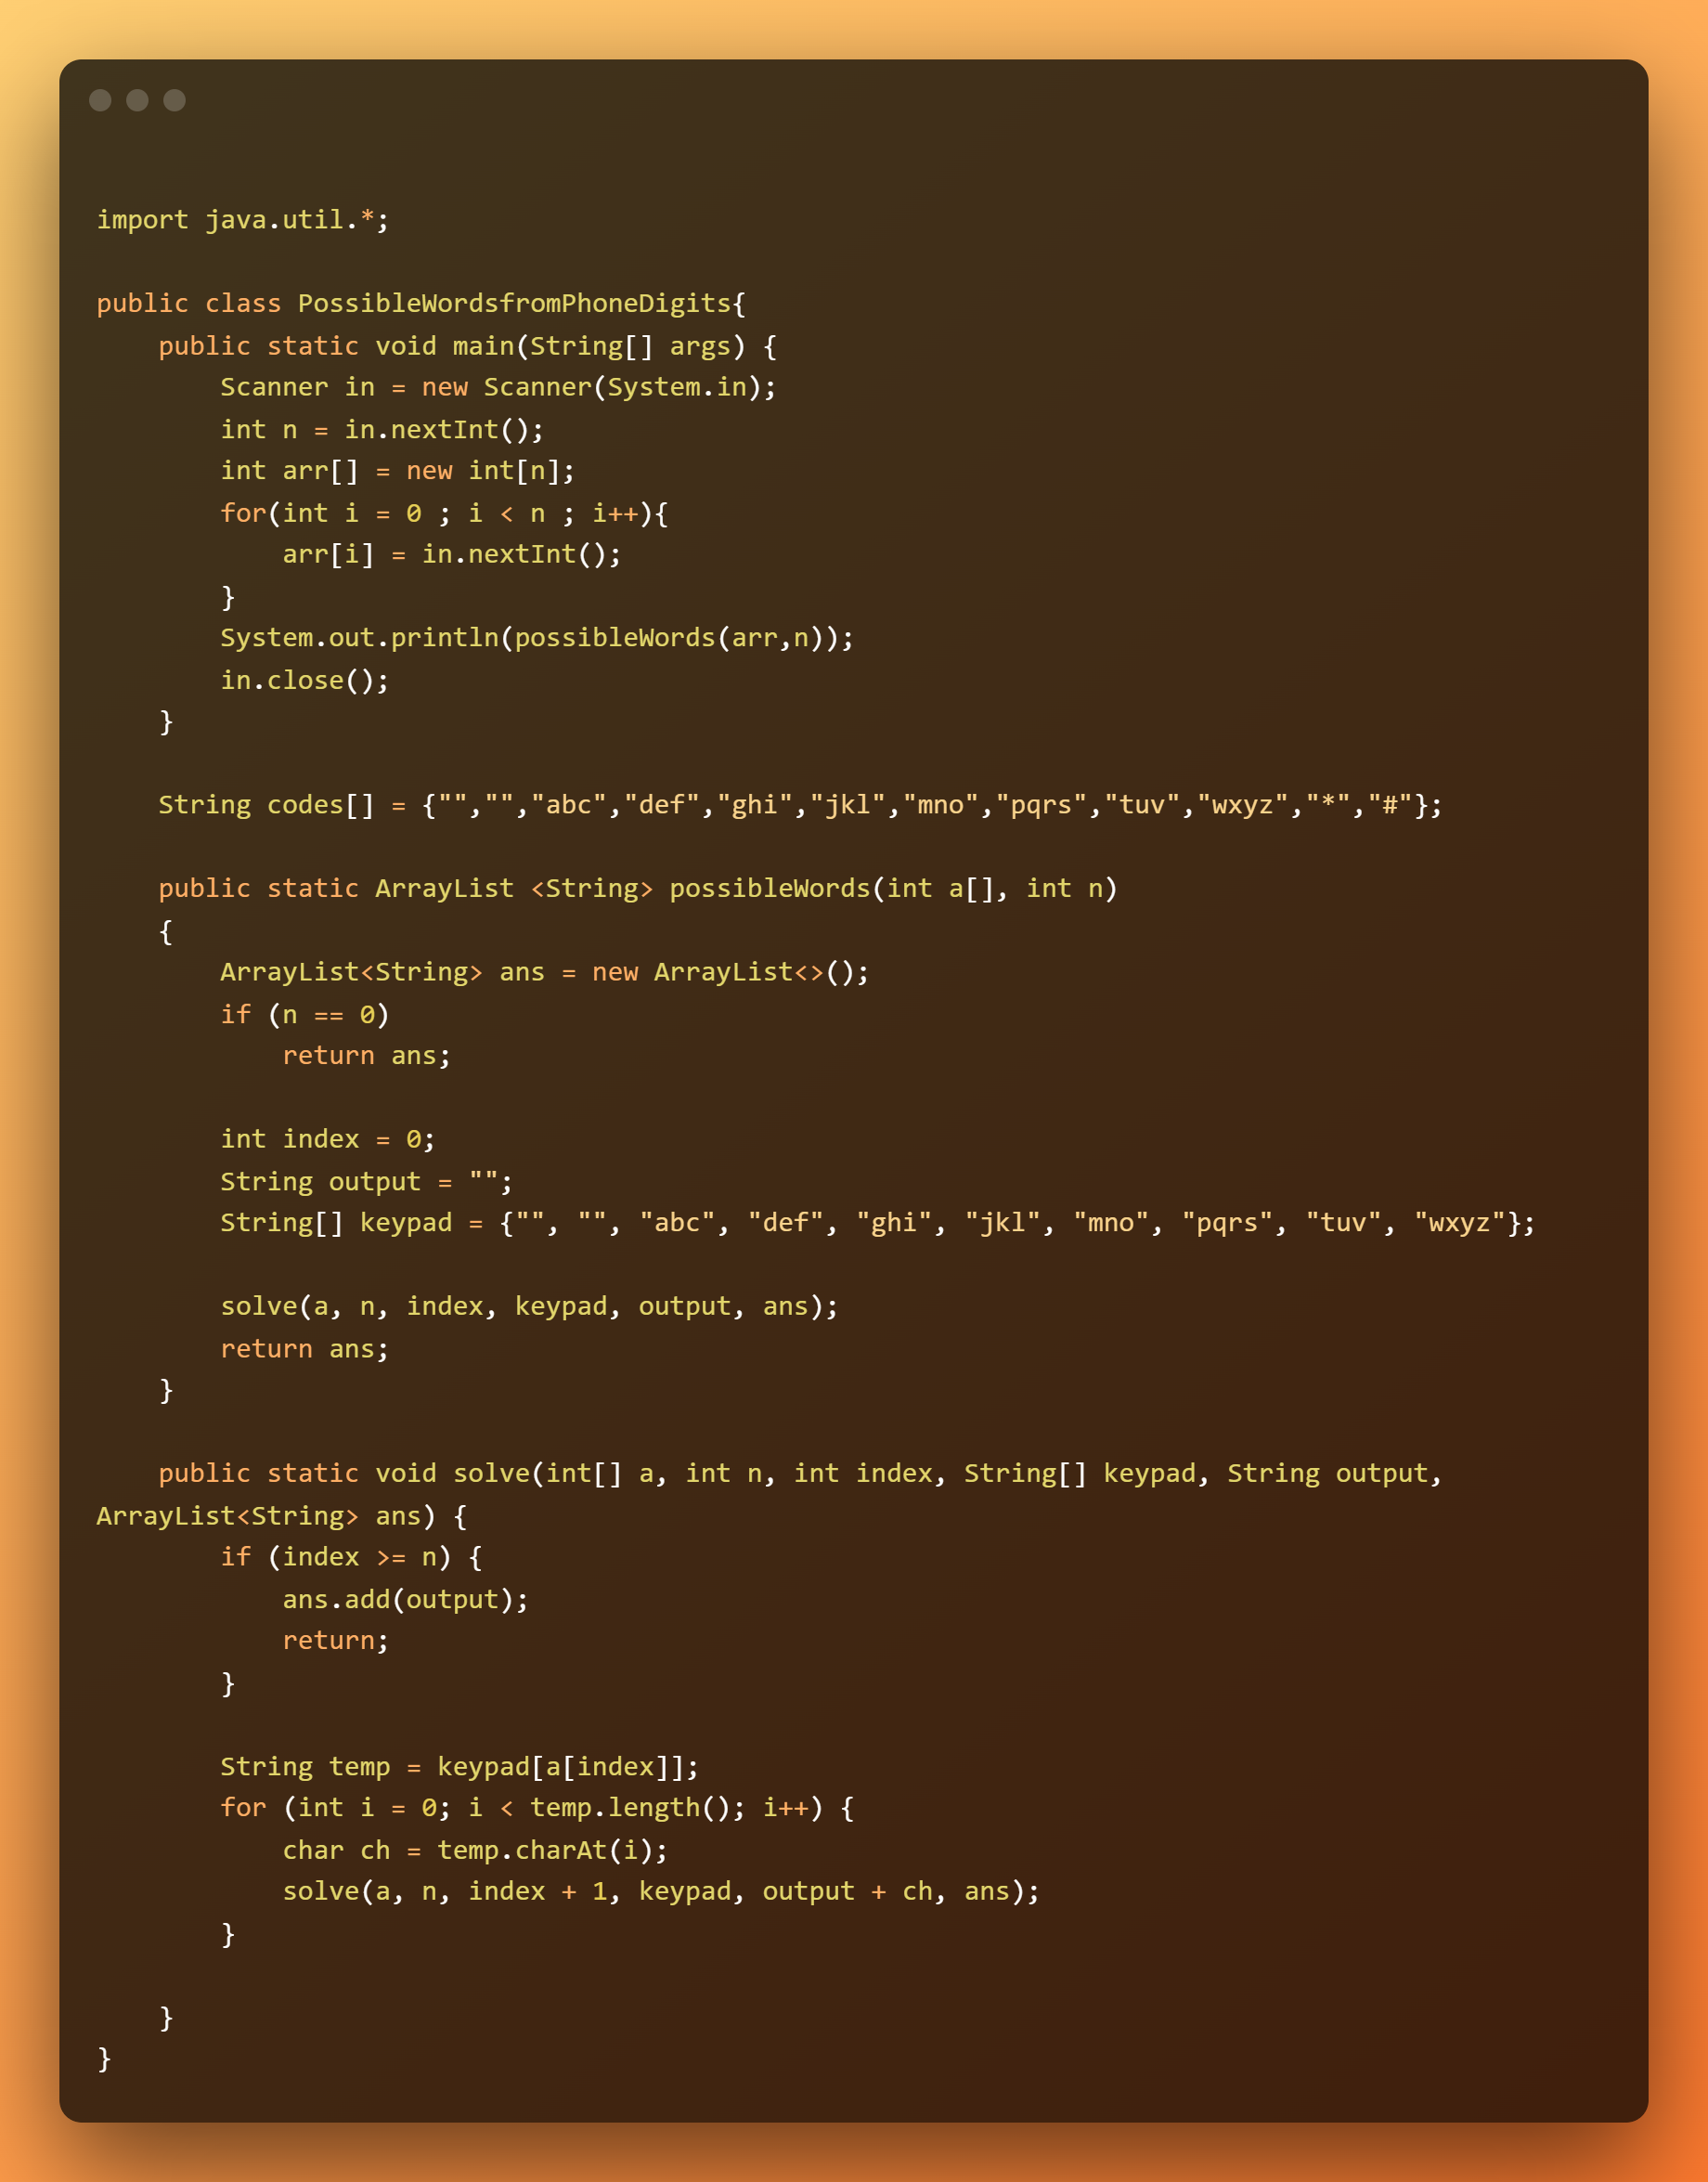 import java.util.*;

public class PossibleWordsfromPhoneDigits{
    public static void main(String[] args) {
        Scanner in = new Scanner(System.in);
        int n = in.nextInt();
        int arr[] = new int[n];
        for(int i = 0 ; i < n ; i++){
            arr[i] = in.nextInt();
        }
        System.out.println(possibleWords(arr,n));
        in.close();
    }

    String codes[] = {"","","abc","def","ghi","jkl","mno","pqrs","tuv","wxyz","*","#"};

    public static ArrayList <String> possibleWords(int a[], int n)
    {
        ArrayList<String> ans = new ArrayList<>();
        if (n == 0)
            return ans;

        int index = 0;
        String output = "";
        String[] keypad = {"", "", "abc", "def", "ghi", "jkl", "mno", "pqrs", "tuv", "wxyz"};

        solve(a, n, index, keypad, output, ans);
        return ans;
    }

    public static void solve(int[] a, int n, int index, String[] keypad, String output,
ArrayList<String> ans) {
        if (index >= n) {
            ans.add(output);
            return;
        }

        String temp = keypad[a[index]];
        for (int i = 0; i < temp.length(); i++) {
            char ch = temp.charAt(i);
            solve(a, n, index + 1, keypad, output + ch, ans);
        }

    }
}